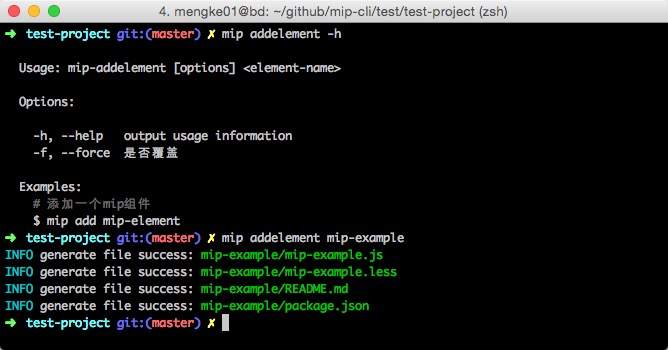 4. mengke01@bd: ~/github/mip-cli/test/test-project (zsh)
➜ test-project git:(master) ✗ mip addelement -h
Usage: mip-addelement [options] <element-name>
Options:
-h, --help output usage information
-f, --force 是否覆盖
Examples:
# 添加一个mip组件
$ mip add mip-element
➜ test-project git:(master) ✗ mip addelement mip-example
INFO generate file success: mip-example/mip-example.js
INFO generate file success: mip-example/mip-example.less
INFO generate file success: mip-example/README.md
INFO generate file success: mip-example/package.json
➜ test-project git:(master) ✗